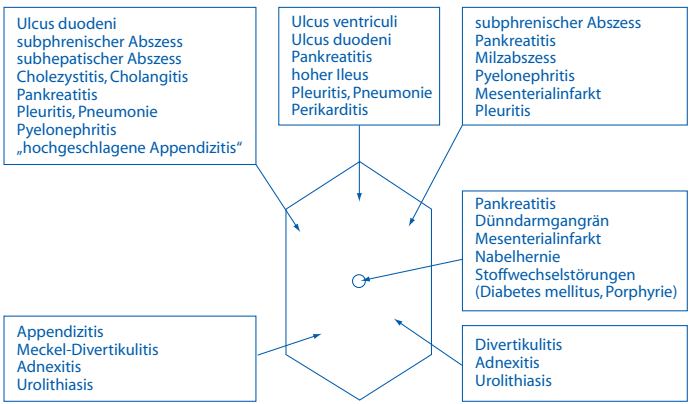 Ulcus duodeni
subphrenischer Abszess
subhepatischer Abszess
Cholezystitis, Cholangitis
Pankreatitis
Pleuritis, Pneumonie
Pyelonephritis
„hochgeschlagene Appendizitis“
Ulcus ventriculi
Ulcus duodeni
Pankreatitis
hoher Ileus
Pleuritis, Pneumonie
Perikarditis
subphrenischer Abszess
Pankreatitis
Milzabszess
Pyelonephritis
Mesenterialinfarkt
Pleuritis
Pankreatitis
Dünndarmgangrän
Mesenterialinfarkt
Nabelhernie
Stoffwechselstörungen
(Diabetes mellitus, Porphyrie)
Appendizitis
Meckel-Divertikulitis
Adnexitis
Urolithiasis
Divertikulitis
Adnexitis
Urolithiasis